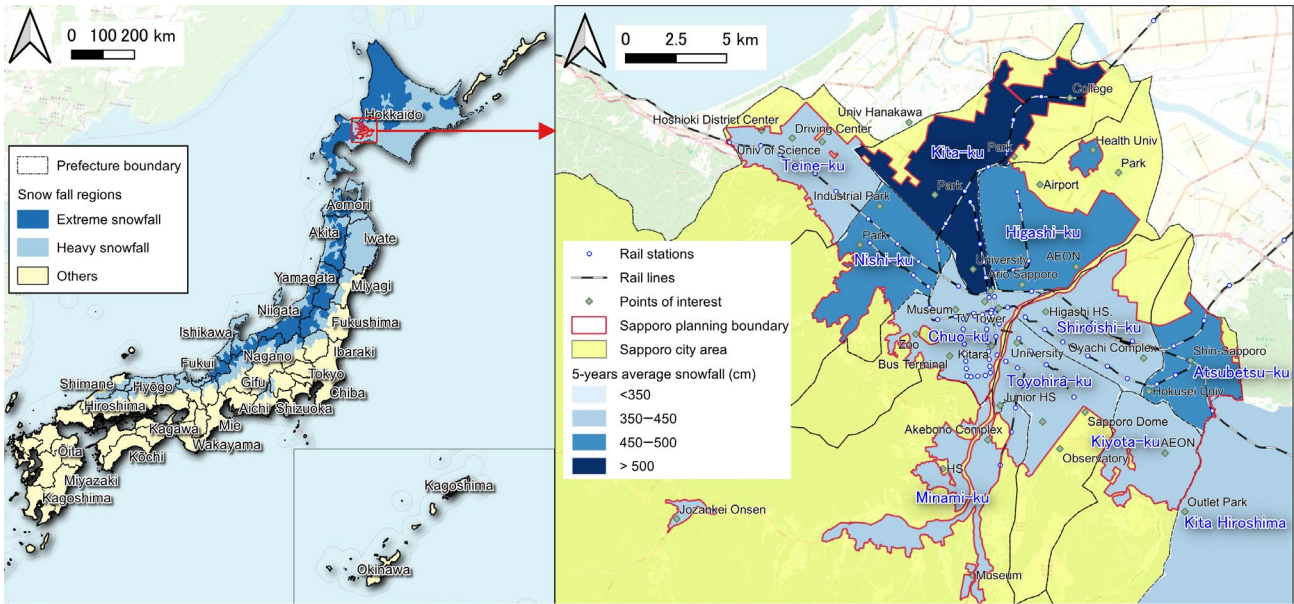 0 100 200 km
Prefecture boundary
Snow fall regions
Extreme snowfall
Heavy snowfall
Others
Hokkaido
Aomori
Akita
Iwate
Yamagata
Miyagi
Niigata
Fukushima
Ishikawa
Ibaraki
Nagano
Fukui
Tokyo
Gifu
Shimane
Hyōgo
Chiba
Hiroshima
Aichi
Shizuoka
Mie
Kagawa
Wakayama
Ōita
Kōchi
Miyazaki
Kagoshima
Kagoshima
Okinawa
0 2.5 5 km
College
Univ Hanakawa
Hoshioki District Center
Driving Center
Univ of Science
Teine-ku
Kita-ku
Park
Health Univ
Park
Airport
Park
Industrial Park
Higashi-ku
Park
Nishi-ku
University
AEON
Ario Sapporo
Museum
TV Tower
Higashi HS.
Shiroishi-ku
Chuo-ku
Zoo
Kitara
University
Oyachi Complex
Shin-Sapporo
Bus Terminal
Atsubetsu-ku
Toyohira-ku
Hokusei Univ
Junior HS
Sapporo Dome
Akebono Complex
Kiyota-ku
AEON
Observatory
HS
Minami-ku
Outlet Park
Jozankei Onsen
Kita Hiroshima
Museum
Rail stations
Rail lines
Points of interest
Sapporo planning boundary
Sapporo city area
5-years average snowfall (cm)
<350
350−450
450−500
> 500